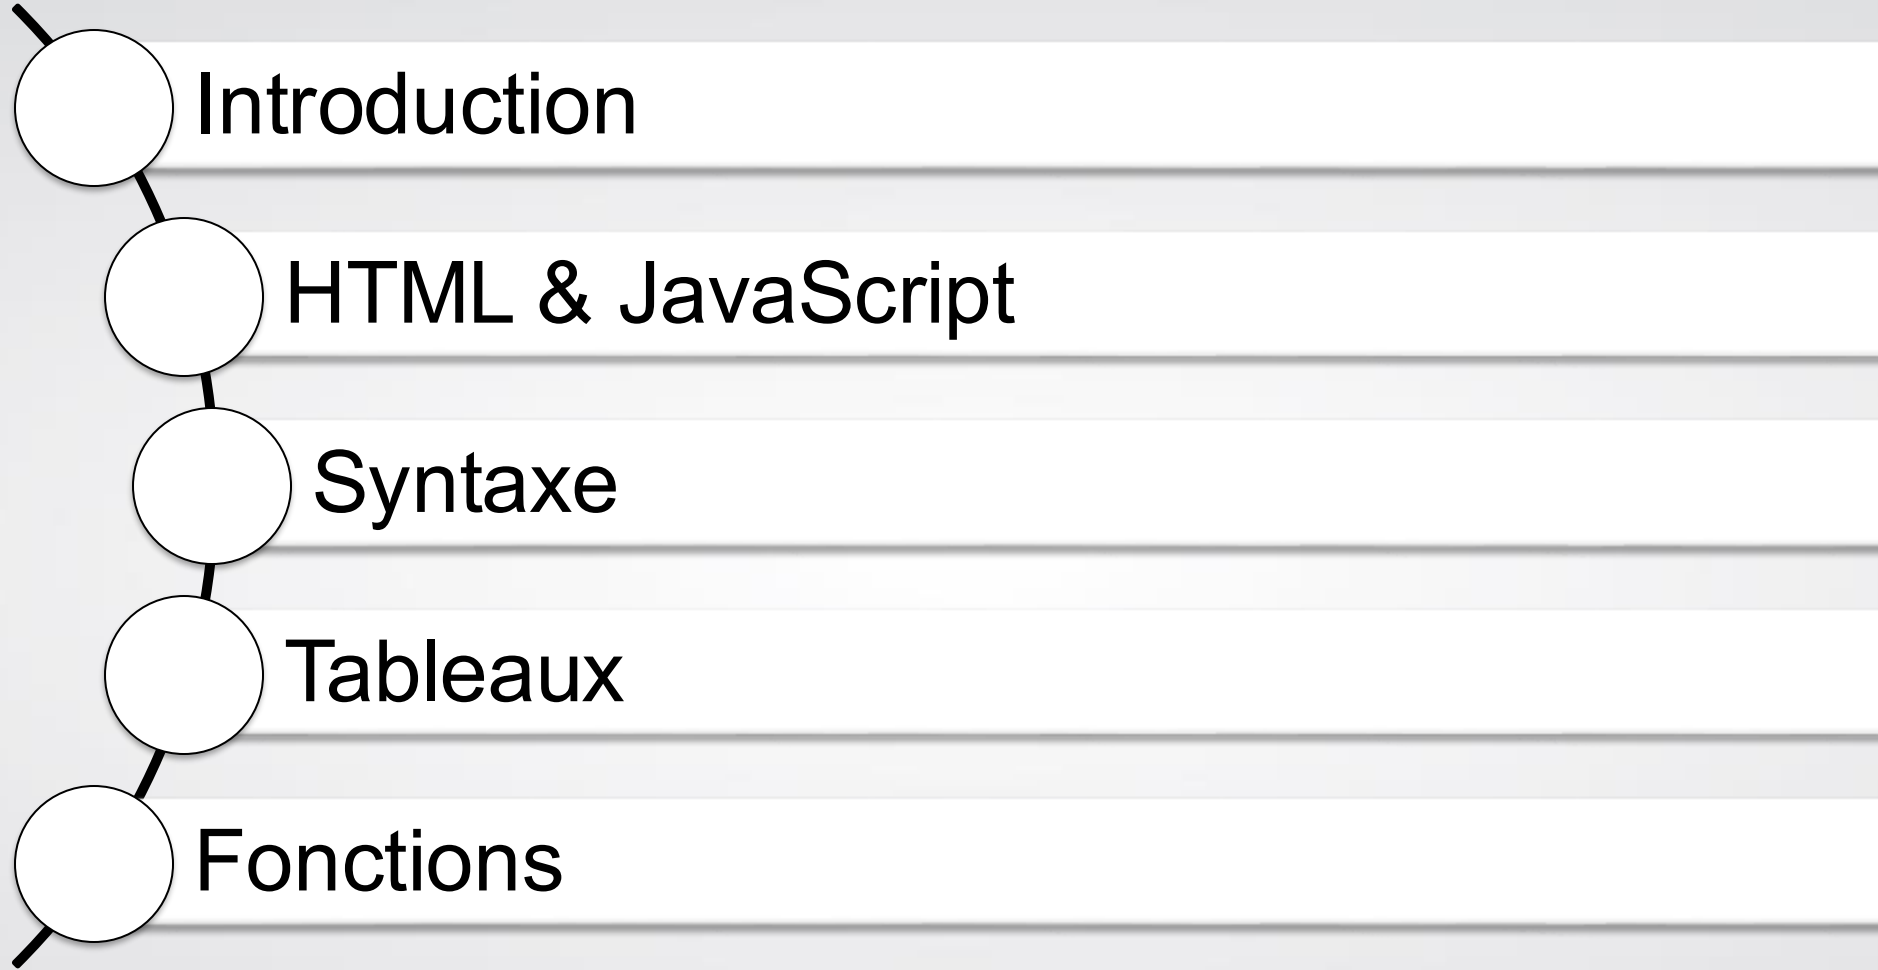 Introduction
HTML & JavaScript
Syntaxe
Tableaux
Fonctions